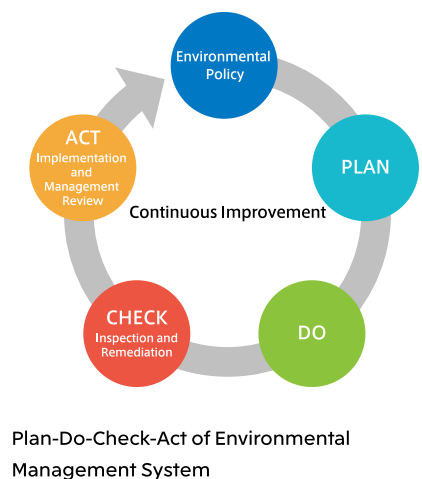 Environmental
Policy
PLAN
DO
CHECK
Inspection and
Remediation
ACT
Implementation
and
Management
Review
Continuous Improvement
Plan-Do-Check-Act of Environmental
Management System